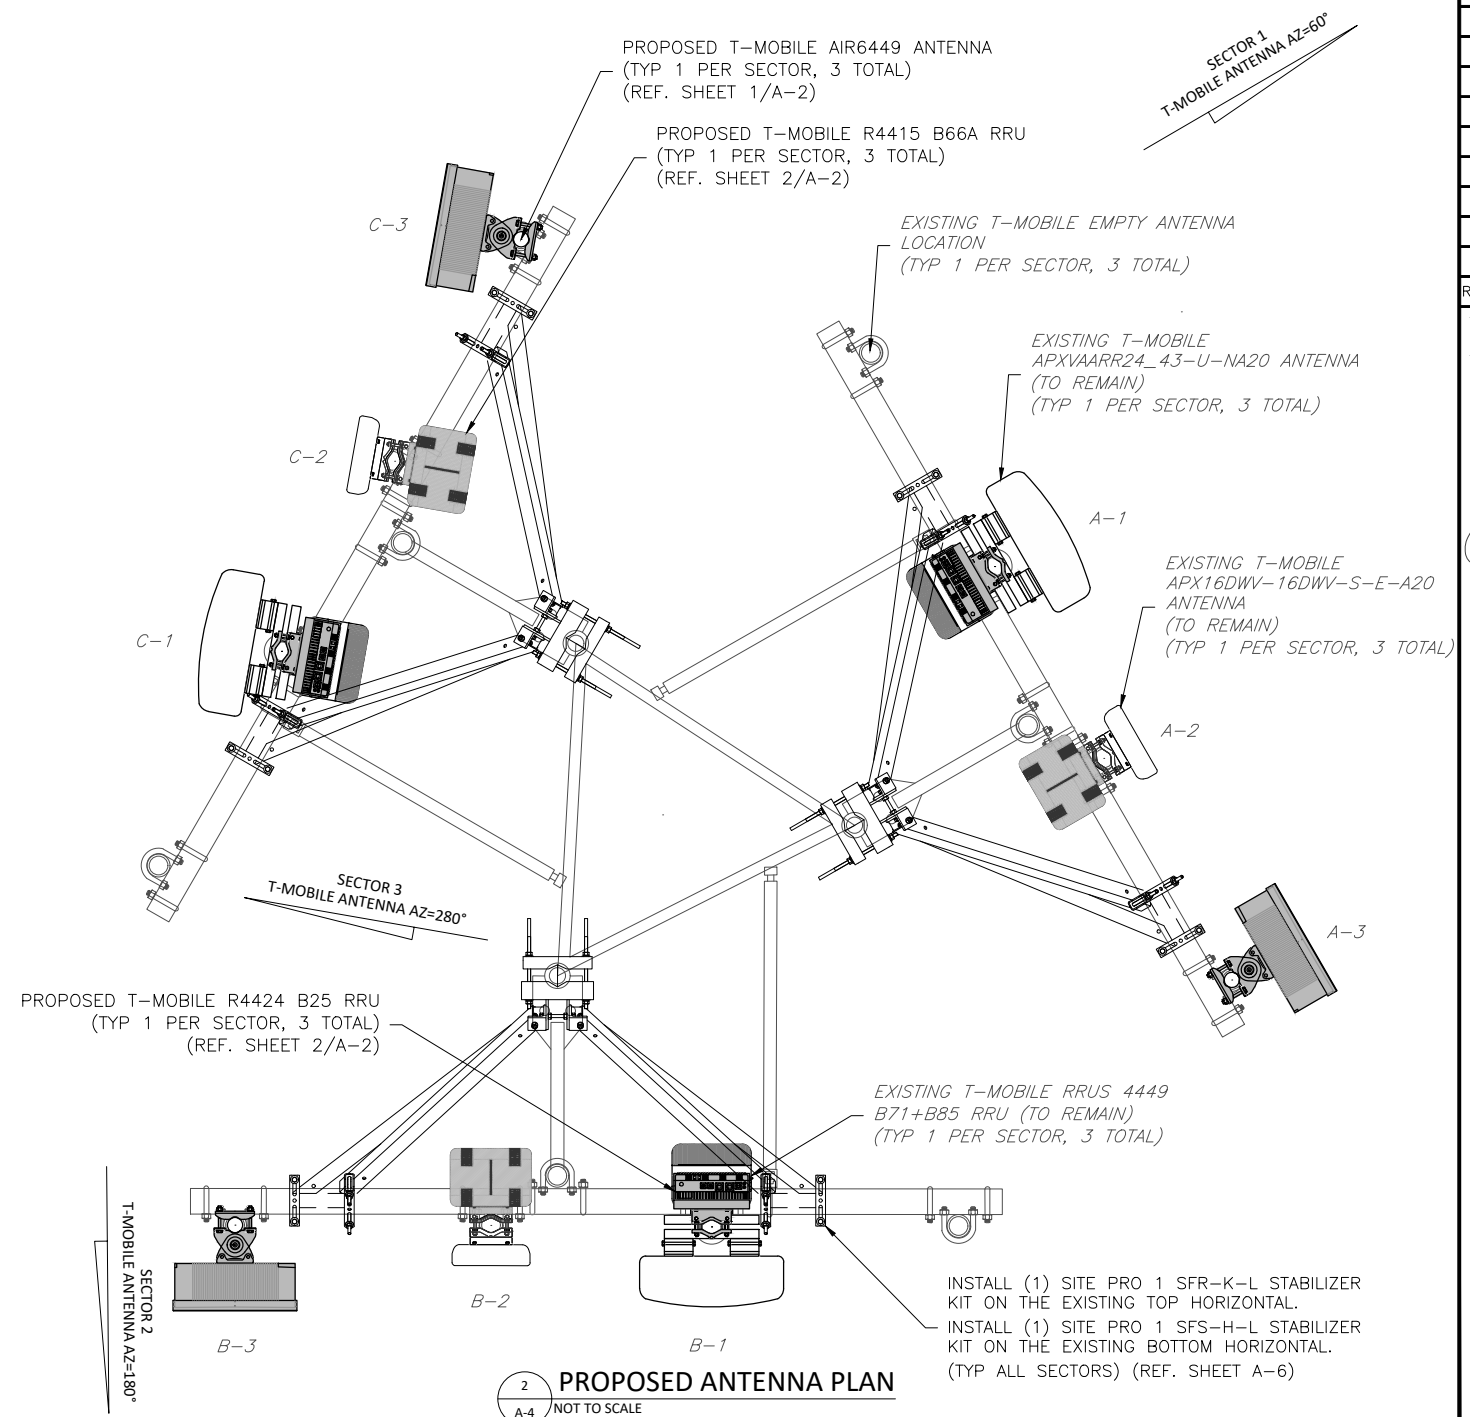 PROPOSED T-MOBILE AIR6449 ANTENNA
(TYP 1 PER SECTOR, 3 TOTAL)
(REF. SHEET 1/A-2)
SECTOR 1
T-MOBILE ANTENNA AZ=60°
PROPOSED T-MOBILE R4415 B66A RRU
(TYP 1 PER SECTOR, 3 TOTAL)
(REF. SHEET 2/A-2)
C-3
EXISTING T-MOBILE EMPTY ANTENNA
LOCATION
(TYP 1 PER SECTOR, 3 TOTAL)
R
EXISTING T-MOBILE
APXVAARR24_43-U-NA20 ANTENNA
(TO REMAIN)
(TYP 1 PER SECTOR, 3 TOTAL)
C-2
A-1
EXISTING T-MOBILE
APX16DWV-16DWV-S-E-A20
ANTENNA
(TO REMAIN)
(TYP 1 PER SECTOR, 3 TOTAL)
C-1
A-2
SECTOR 3
T-MOBILE ANTENNA AZ=280°
A-3
PROPOSED T-MOBILE R4424 B25 RRU
(TYP 1 PER SECTOR, 3 TOTAL)
(REF. SHEET 2/A-2)
EXISTING T-MOBILE RRUS 4449
B71+B85 RRU (TO REMAIN)
(TYP 1 PER SECTOR, 3 TOTAL)
SECTOR 2
T-MOBILE ANTENNA AZ=180°
B-3
B-2
B-1
INSTALL (1) SITE PRO 1 SFR-K-L STABILIZER
KIT ON THE EXISTING TOP HORIZONTAL.
INSTALL (1) SITE PRO 1 SFS-H-L STABILIZER
KIT ON THE EXISTING BOTTOM HORIZONTAL.
(TYP ALL SECTORS) (REF. SHEET A-6)
2
A-4
PROPOSED ANTENNA PLAN
NOT TO SCALE